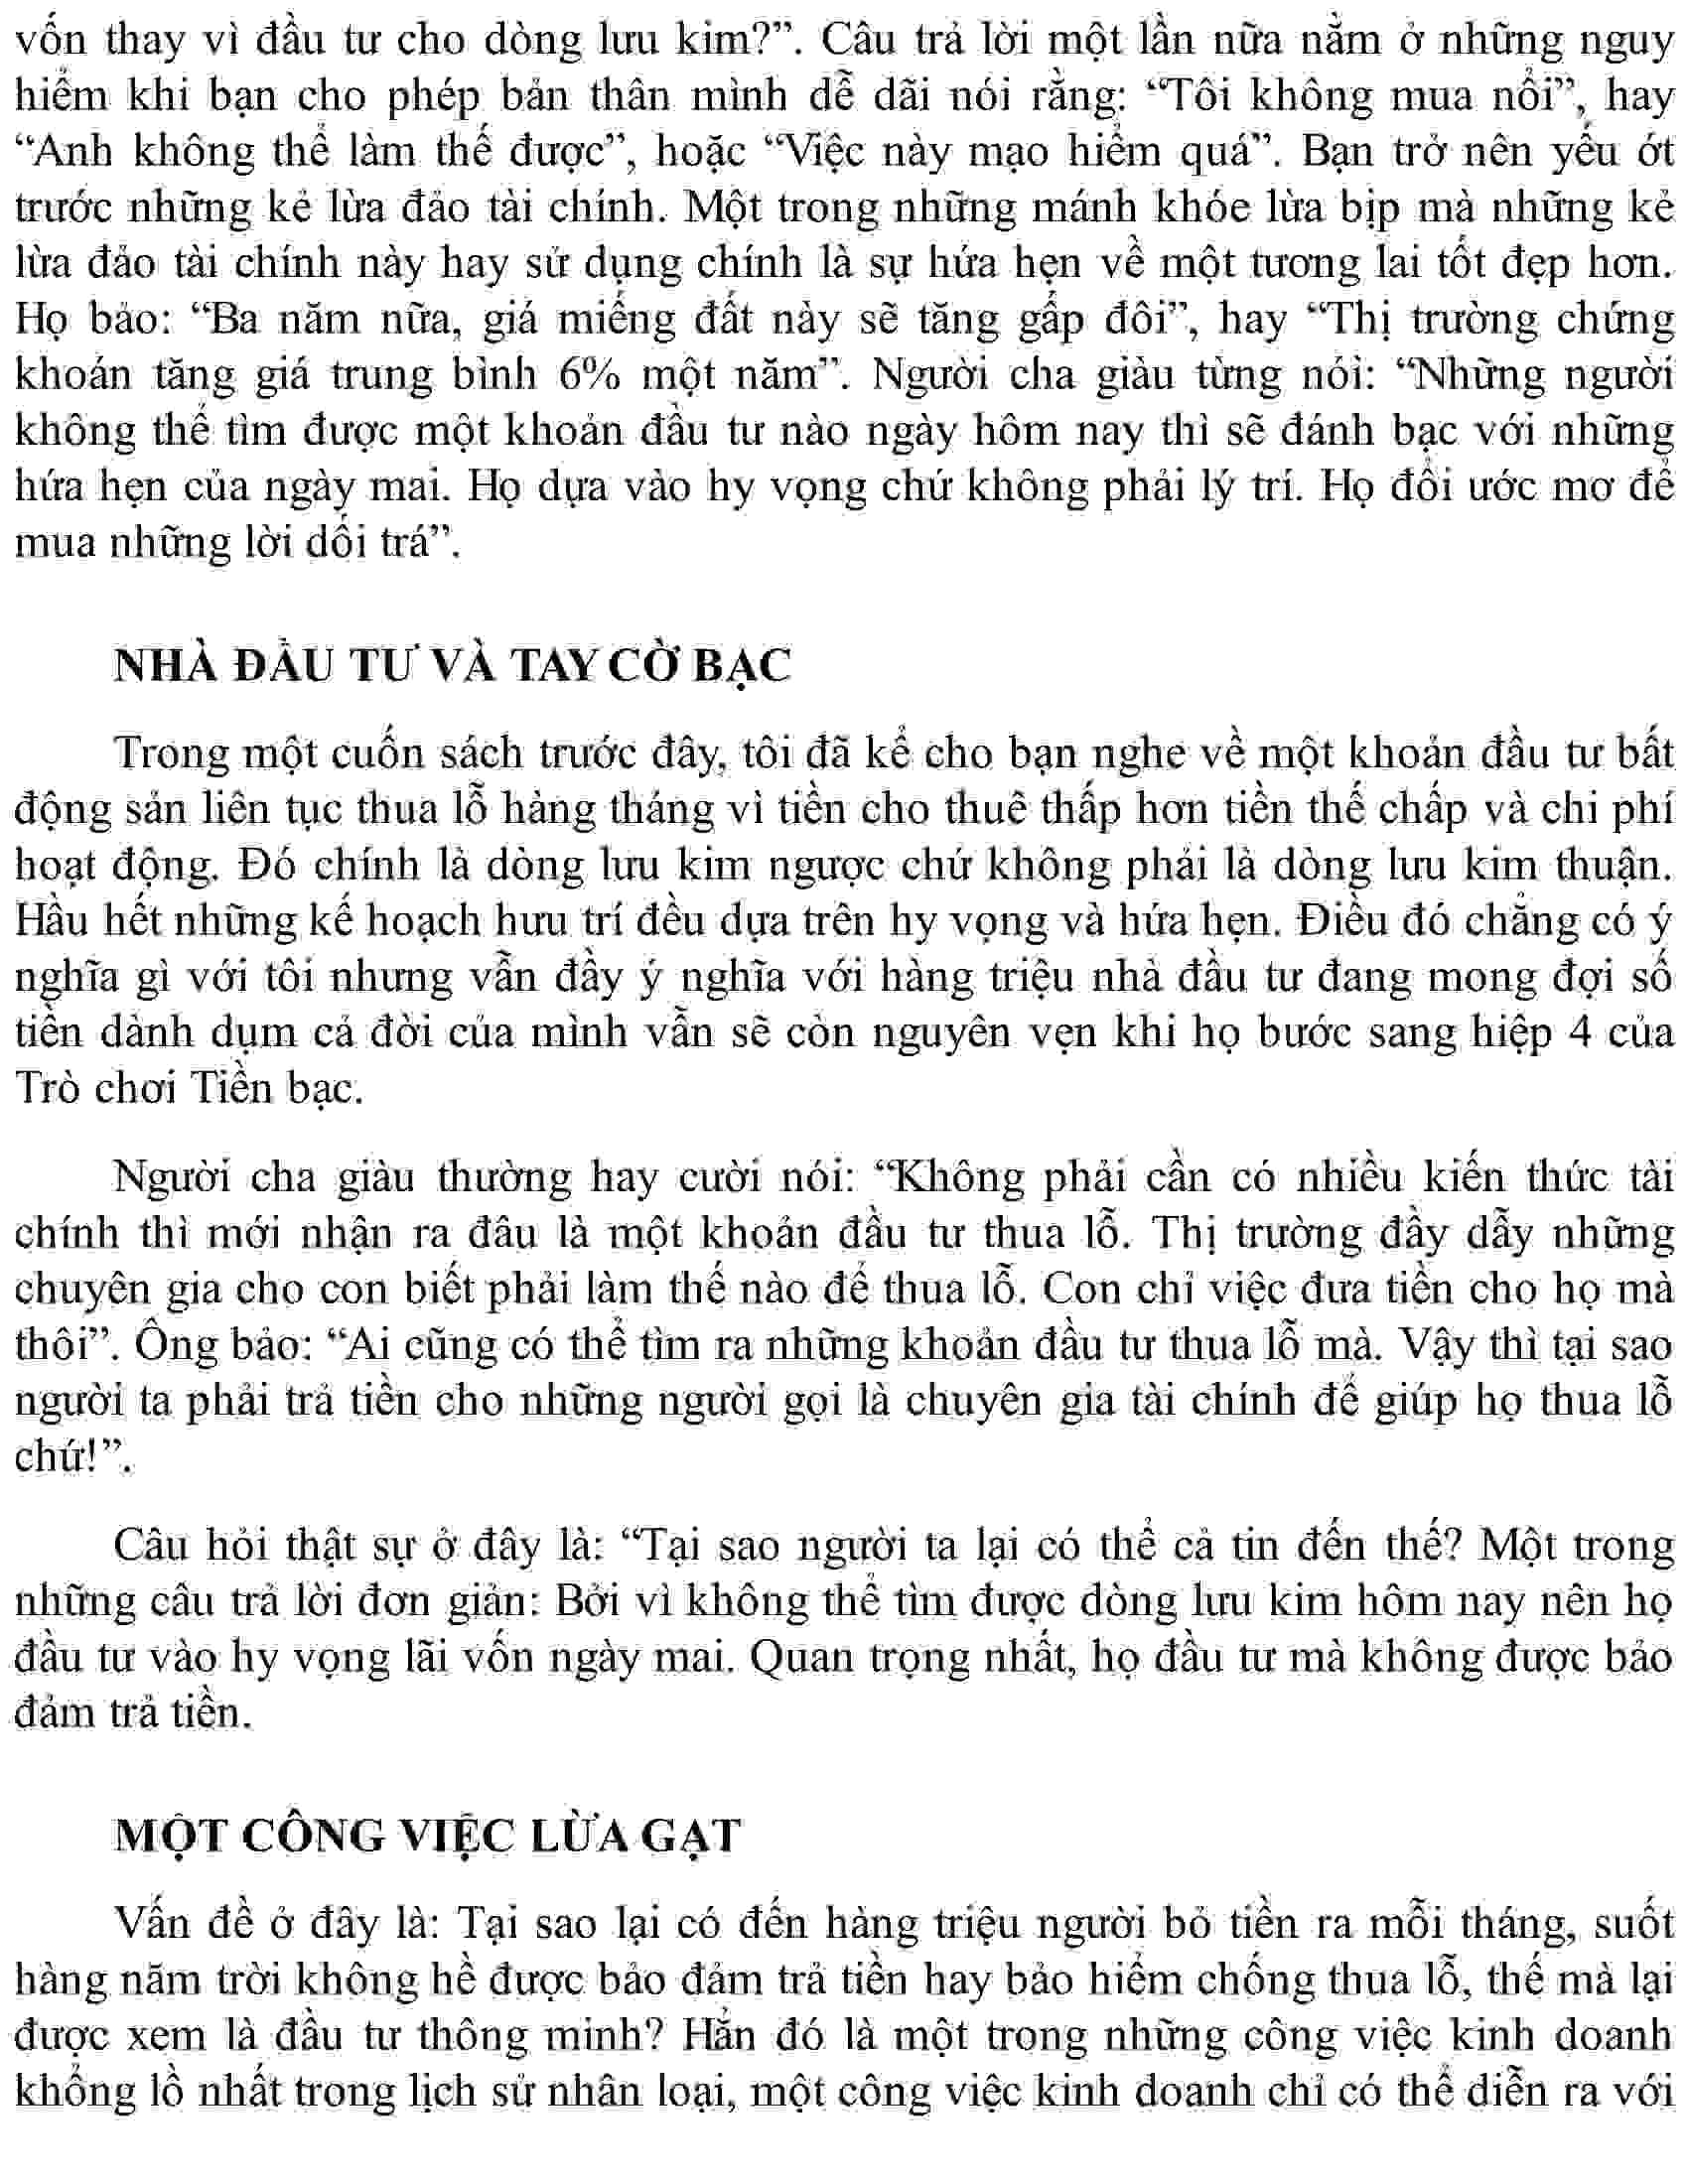 vốn thay vì đầu tư cho dòng lưu kim?”. Câu trả lời một lần nữa nằm ở những nguy
hiểm khi bạn cho phép bản thân mình dễ dãi nói rằng: “Tôi không mua nổi”, hay
“Anh không thể làm thế được”, hoặc “Việc này mạo hiểm quá”. Bạn trở nên yếu ớt
trước những kẻ lừa đảo tài chính. Một trong những mánh khóe lừa bịp mà những kẻ
lừa đảo tài chính này hay sử dụng chính là sự hứa hẹn về một tương lai tốt đẹp hơn.
Họ bảo: “Ba năm nữa, giá miếng đất này sẽ tăng gấp đôi”, hay “Thị trường chứng
khoán tăng giá trung bình 6% một năm”. Người cha giàu từng nói: “Những người
không thể tìm được một khoản đầu tư nào ngày hôm nay thì sẽ đánh bạc với những
hứa hẹn của ngày mai. Họ dựa vào hy vọng chứ không phải lý trí. Họ đổi ước mơ để
mua những lời dối trá”.
NHÀ ĐẦU TƯ VÀ TAY CỜ BẠC
Trong một cuốn sách trước đây, tôi đã kể cho bạn nghe về một khoản đầu tư bất
động sản liên tục thua lỗ hàng tháng vì tiền cho thuê thấp hơn tiền thế chấp và chi phí
hoạt động. Đó chính là dòng lưu kim ngược chứ không phải là dòng lưu kim thuận.
Hầu hết những kế hoạch hưu trí đều dựa trên hy vọng và hứa hẹn. Điều đó chẳng có ý
nghĩa gì với tôi nhưng vẫn đầy ý nghĩa với hàng triệu nhà đầu tư đang mong đợi số
tiền dành dụm cả đời của mình vẫn sẽ còn nguyên vẹn khi họ bước sang hiệp 4 của
Trò chơi Tiền bạc.
Người cha giàu thường hay cười nói: “Không phải cần có nhiều kiến thức tài
chính thì mới nhận ra đâu là một khoản đầu tư thua lỗ. Thị trường đầy dẫy những
chuyên gia cho con biết phải làm thế nào để thua lỗ. Con chỉ việc đưa tiền cho họ mà
thôi”. Ông bảo: “Ai cũng có thể tìm ra những khoản đầu tư thua lỗ mà. Vậy thì tại sao
người ta phải trả tiền cho những người gọi là chuyên gia tài chính để giúp họ thua lỗ
chứ!”.
Câu hỏi thật sự ở đây là: “Tại sao người ta lại có thể cả tin đến thế? Một trong
những câu trả lời đơn giản: Bởi vì không thể tìm được dòng lưu kim hôm nay nên họ
đầu tư vào hy vọng lãi vốn ngày mai. Quan trọng nhất, họ đầu tư mà không được bảo
đảm trả tiền.
MỘT CÔNG VIỆC LỪA GẠT
Vấn đề ở đây là: Tại sao lại có đến hàng triệu người bỏ tiền ra mỗi tháng, suốt
hàng năm trời không hề được bảo đảm trả tiền hay bảo hiểm chống thua lỗ, thế mà lại
được xem là đầu tư thông minh? Hẳn đó là một trong những công việc kinh doanh
khổng lồ nhất trong lịch sử nhân loại, một công việc kinh doanh chỉ có thể diễn ra với